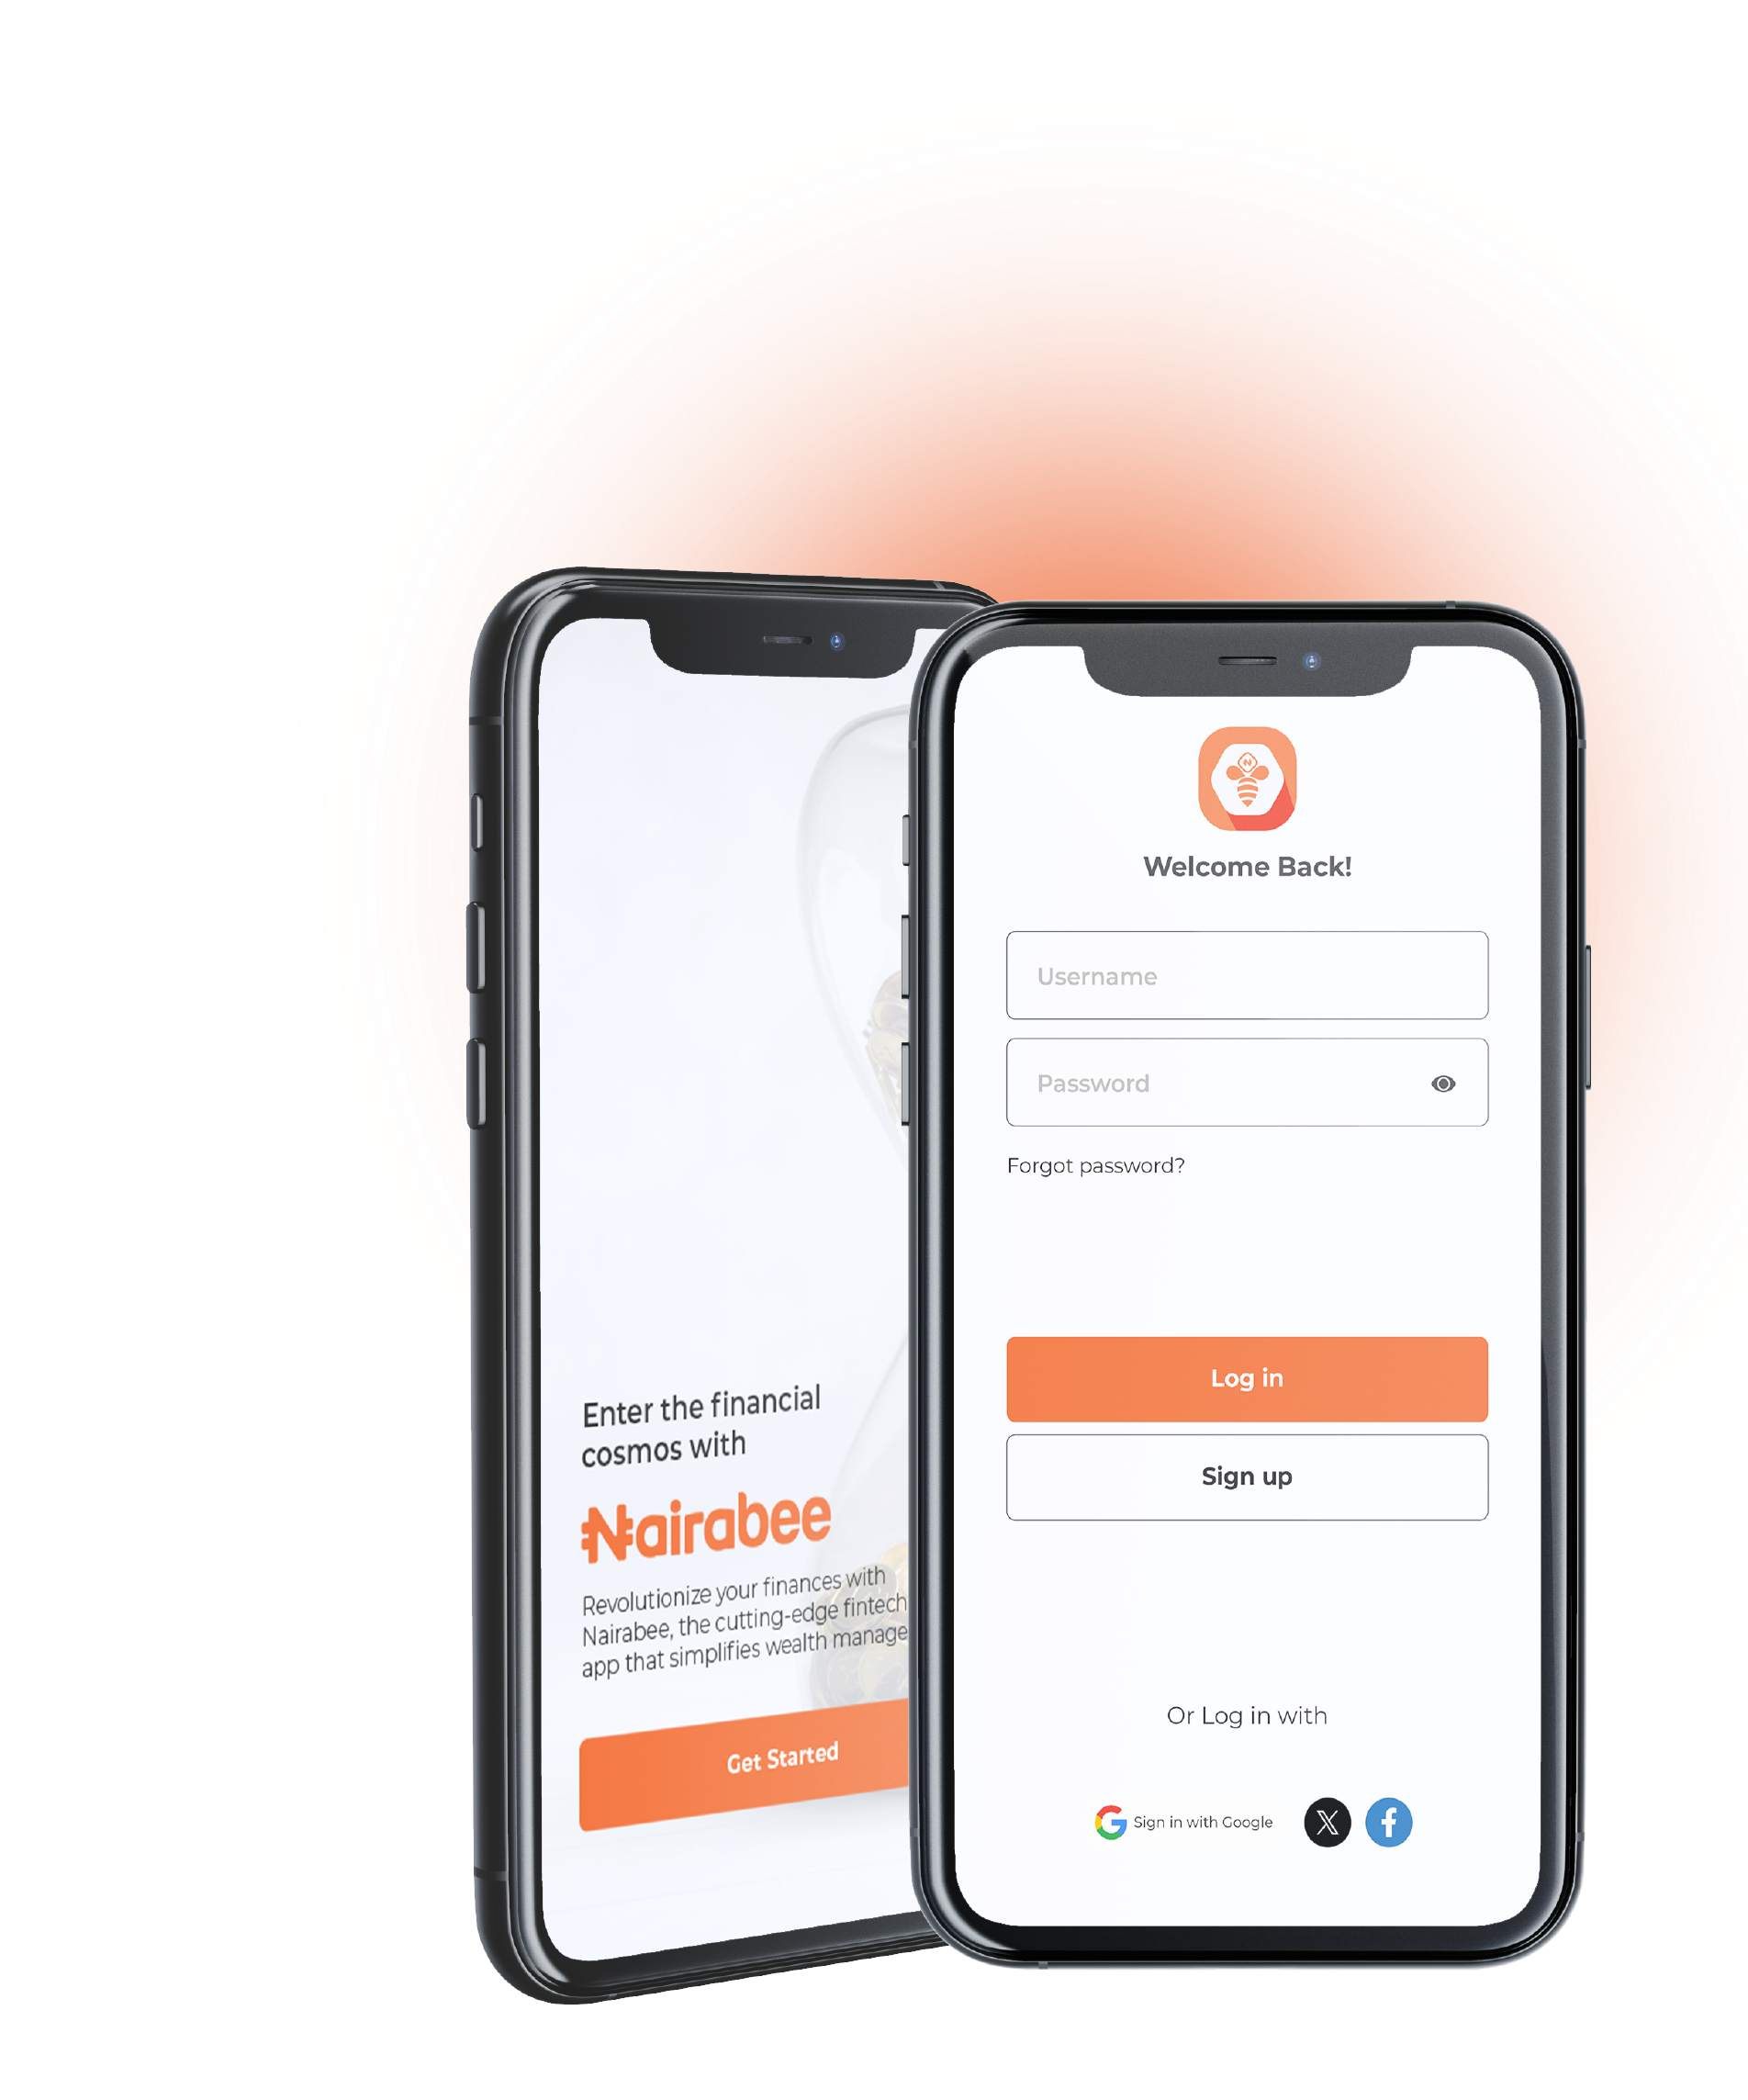 Enter the financial
cosmos with
Nairabee
Revolutionize your finances with
Nairabee, the cutting-edge fintech
app that simplifies wealth manage
Get Started
N
Welcome Back!
Username
Password
Forgot password?
Log in
Sign up
Or Log in with
Sign in with Google